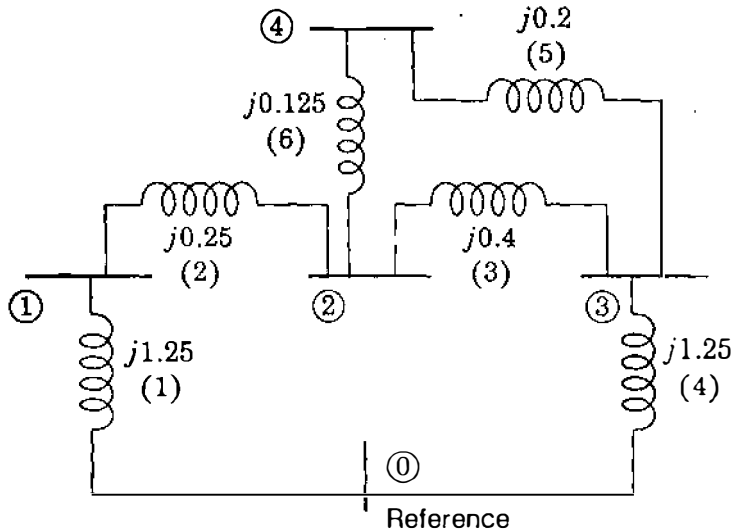 ④
j0.2
(5)
j0.125
(6)
j0.25
(2)
j0.4
(3)
①
②
③
j1.25
(1)
j1.25
(4)
⓪
Reference